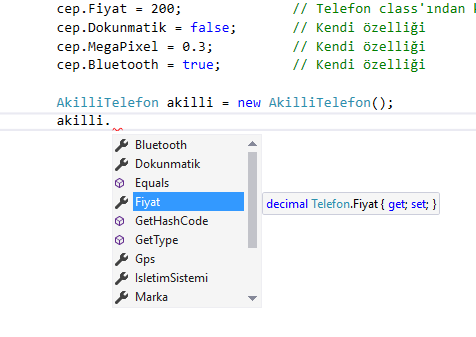 cep.Fiyat = 200; // Telefon class'ından
cep.Dokunmatik = false; // Kendi özelliği
cep.MegaPixel = 0.3; // Kendi özelliği
cep.Bluetooth = true; // Kendi özelliği
AkilliTelefon akilli = new AkilliTelefon();
akilli.
Bluetooth
Dokunmatik
Equals
Fiyat
decimal Telefon.Fiyat { get; set; }
GetHashCode
GetType
Gps
IsletimSistemi
Marka